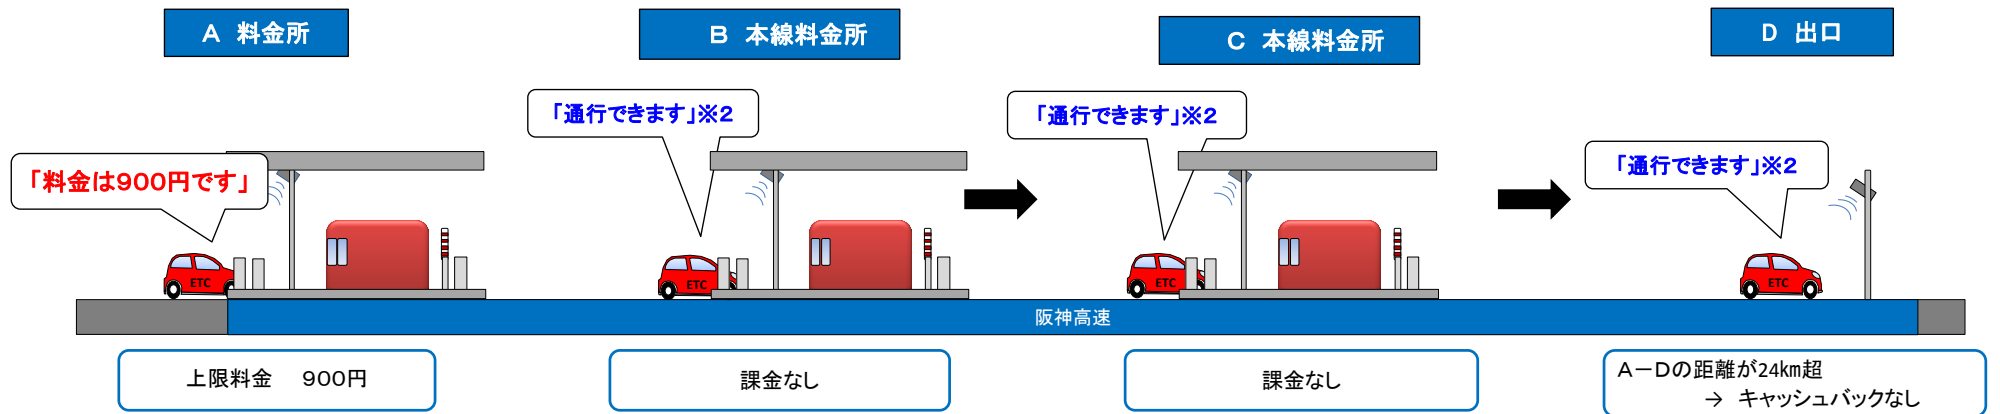 A 料金所
B 本線料金所
C 本線料金所
D 出口
「料金は900円です」
「通行できます」※2
「通行できます」※2
「通行できます」※2
ETC
ETC
ETC
ETC
阪神高速
上限料金 900円
課金なし
課金なし
A－Dの距離が24㎞超
→ キャッシュバックなし